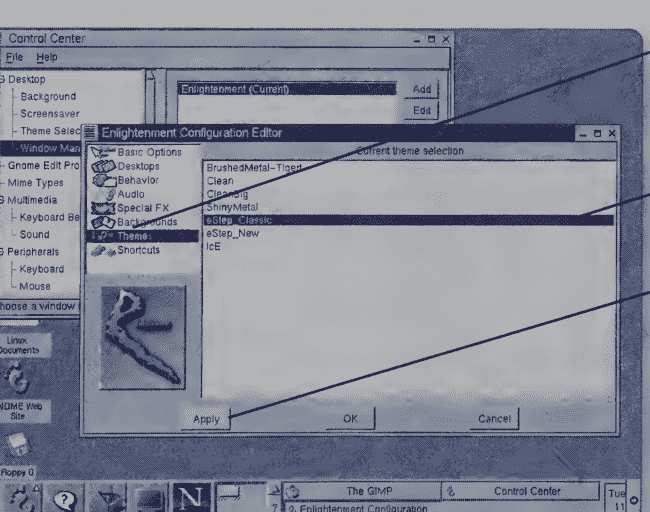 Control Center
File Help
Desktop
Background
Screensaver
Theme Selec
Window Man
Gnome Edit Pro
Mime Types
Multimedia
Keyboard Be
Sound
Peripherals
Keyboard
Mouse
hoose a window
Enlightenment (Current)
Add
Edit
Enlightenment Configuration Editor
Basic Options
Desktops
Behavior
Audio
Special FX
Backgrounds
Themes
Shortcuts
Current theme selection
BrushedMetal-Tigert
Clean
CleanBig
ShinyMetal
eStep_Classic
eStep_New
IcE
Apply OK Cancel
Linux
Documents
NOME Web
Site
floppy 0
N
The GIMP
Control Center
Enlightenment Configuration
Tue
11